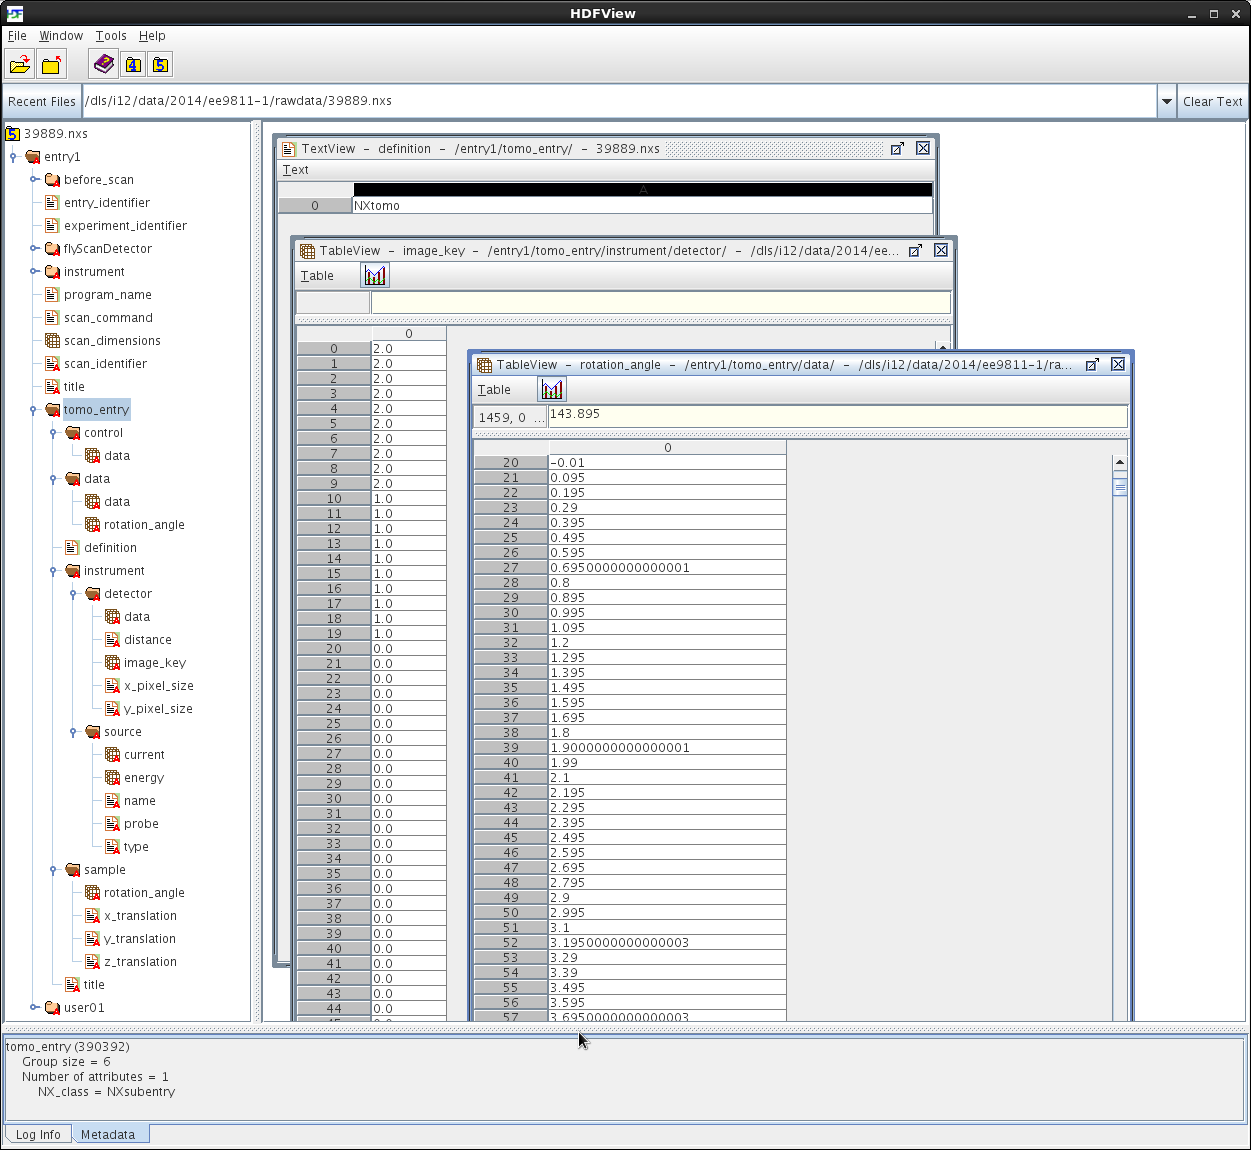 HDFView
File Window Tools Help
4 5
Recent Files /dls/i12/data/2014/ee9811-1/rawdata/39889.nxs Clear Text
5 39889.nxs
entry1
before_scan
entry_identifier
experiment_identifier
flyScanDetector
instrument
program_name
scan_command
scan_dimensions
scan_identifier
title
tomo_entry
control
data
data
data
rotation_angle
definition
instrument
detector
data
distance
image_key
x_pixel_size
y_pixel_size
source
current
energy
name
probe
type
sample
rotation_angle
x_translation
y_translation
z_translation
title
user01
TextView - definition - /entry1/tomo_entry/ - 39889.nxs
Text
A
0 NXtomo
TableView - image_key - /entry1/tomo_entry/instrument/detector/ - /dls/i12/data/2014/ee...
Table
0
0 2.0
1 2.0
2 2.0
3 2.0
4 2.0
5 2.0
6 2.0
7 2.0
8 2.0
9 2.0
10 1.0
11 1.0
12 1.0
13 1.0
14 1.0
15 1.0
16 1.0
17 1.0
18 1.0
19 1.0
20 0.0
21 0.0
22 0.0
23 0.0
24 0.0
25 0.0
26 0.0
27 0.0
28 0.0
29 0.0
30 0.0
31 0.0
32 0.0
33 0.0
34 0.0
35 0.0
36 0.0
37 0.0
38 0.0
39 0.0
40 0.0
41 0.0
42 0.0
43 0.0
44 0.0
TableView - rotation_angle - /entry1/tomo_entry/data/ - /dls/i12/data/2014/ee9811-1/ra...
Table
1459, 0 ... 143.895
0
20 -0.01
21 0.095
22 0.195
23 0.29
24 0.395
25 0.495
26 0.595
27 0.6950000000000001
28 0.8
29 0.895
30 0.995
31 1.095
32 1.2
33 1.295
34 1.395
35 1.495
36 1.595
37 1.695
38 1.8
39 1.9000000000000001
40 1.99
41 2.1
42 2.195
43 2.295
44 2.395
45 2.495
46 2.595
47 2.695
48 2.795
49 2.9
50 2.995
51 3.1
52 3.1950000000000003
53 3.29
54 3.39
55 3.495
56 3.595
57 3.6950000000000003
tomo_entry (390392)
Group size = 6
Number of attributes = 1
NX_class = NXsubentry
Log Info Metadata